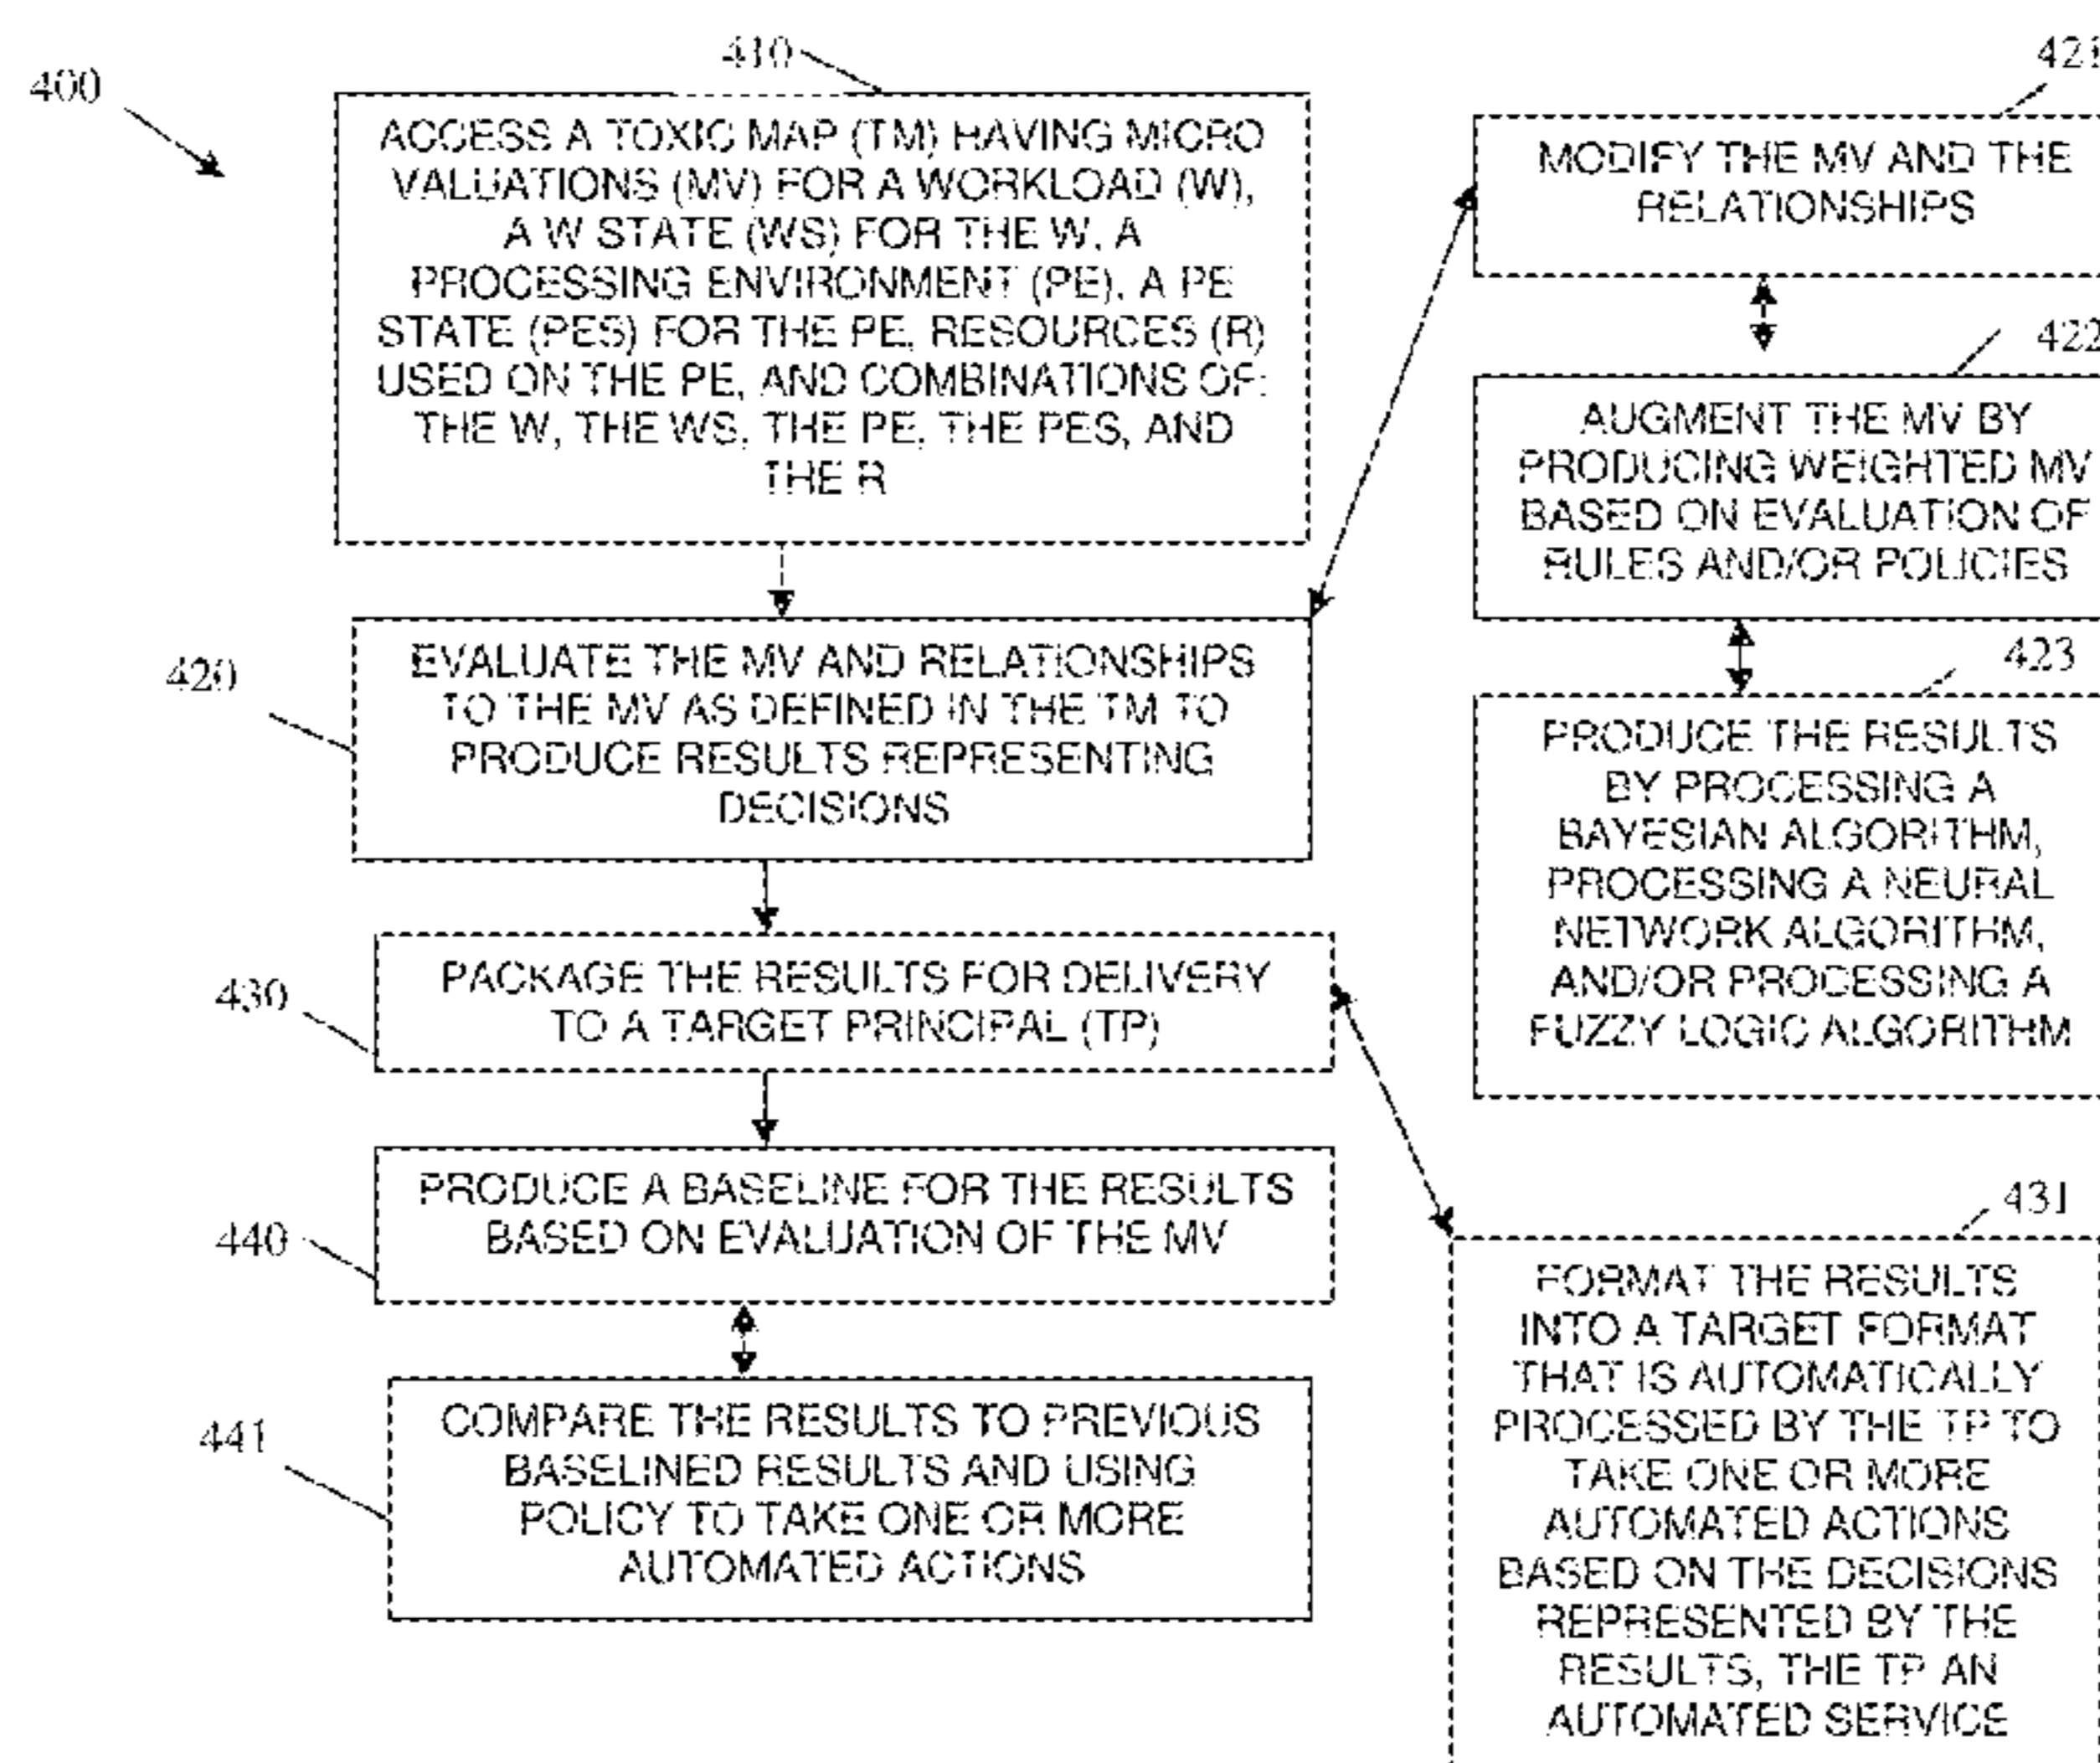 400
410
ACCESS A TOXIC MAP (TM) HAVING MICRO
VALUATIONS (MV) FOR A WORKLOAD (W),
A W STATE (WS) FOR THE W, A
PROCESSING ENVIRONMENT (PE), A PE
STATE (PES) FOR THE PE, RESOURCES (R)
USED ON THE PE, AND COMBINATIONS OF:
THE W, THE WS, THE PE, THE PES, AND
THE R
420
EVALUATE THE MV AND RELATIONSHIPS
TO THE MV AS DEFINED IN THE TM TO
PRODUCE RESULTS REPRESENTING
DECISIONS
430
PACKAGE THE RESULTS FOR DELIVERY
TO A TARGET PRINCIPAL (TP)
440
PRODUCE A BASELINE FOR THE RESULTS
BASED ON EVALUATION OF THE MV
441
COMPARE THE RESULTS TO PREVIOUS
BASELINED RESULTS AND USING
POLICY TO TAKE ONE OR MORE
AUTOMATED ACTIONS
421
MODIFY THE MV AND THE
RELATIONSHIPS
422
AUGMENT THE MV BY
PRODUCING WEIGHTED MV
BASED ON EVALUATION OF
RULES AND/OR POLICIES
423
PRODUCE THE RESULTS
BY PROCESSING A
BAYESIAN ALGORITHM,
PROCESSING A NEURAL
NETWORK ALGORITHM,
AND/OR PROCESSING A
FUZZY LOGIC ALGORITHM
431
FORMAT THE RESULTS
INTO A TARGET FORMAT
THAT IS AUTOMATICALLY
PROCESSED BY THE TP TO
TAKE ONE OR MORE
AUTOMATED ACTIONS
BASED ON THE DECISIONS
REPRESENTED BY THE
RESULTS, THE TP AN
AUTOMATED SERVICE